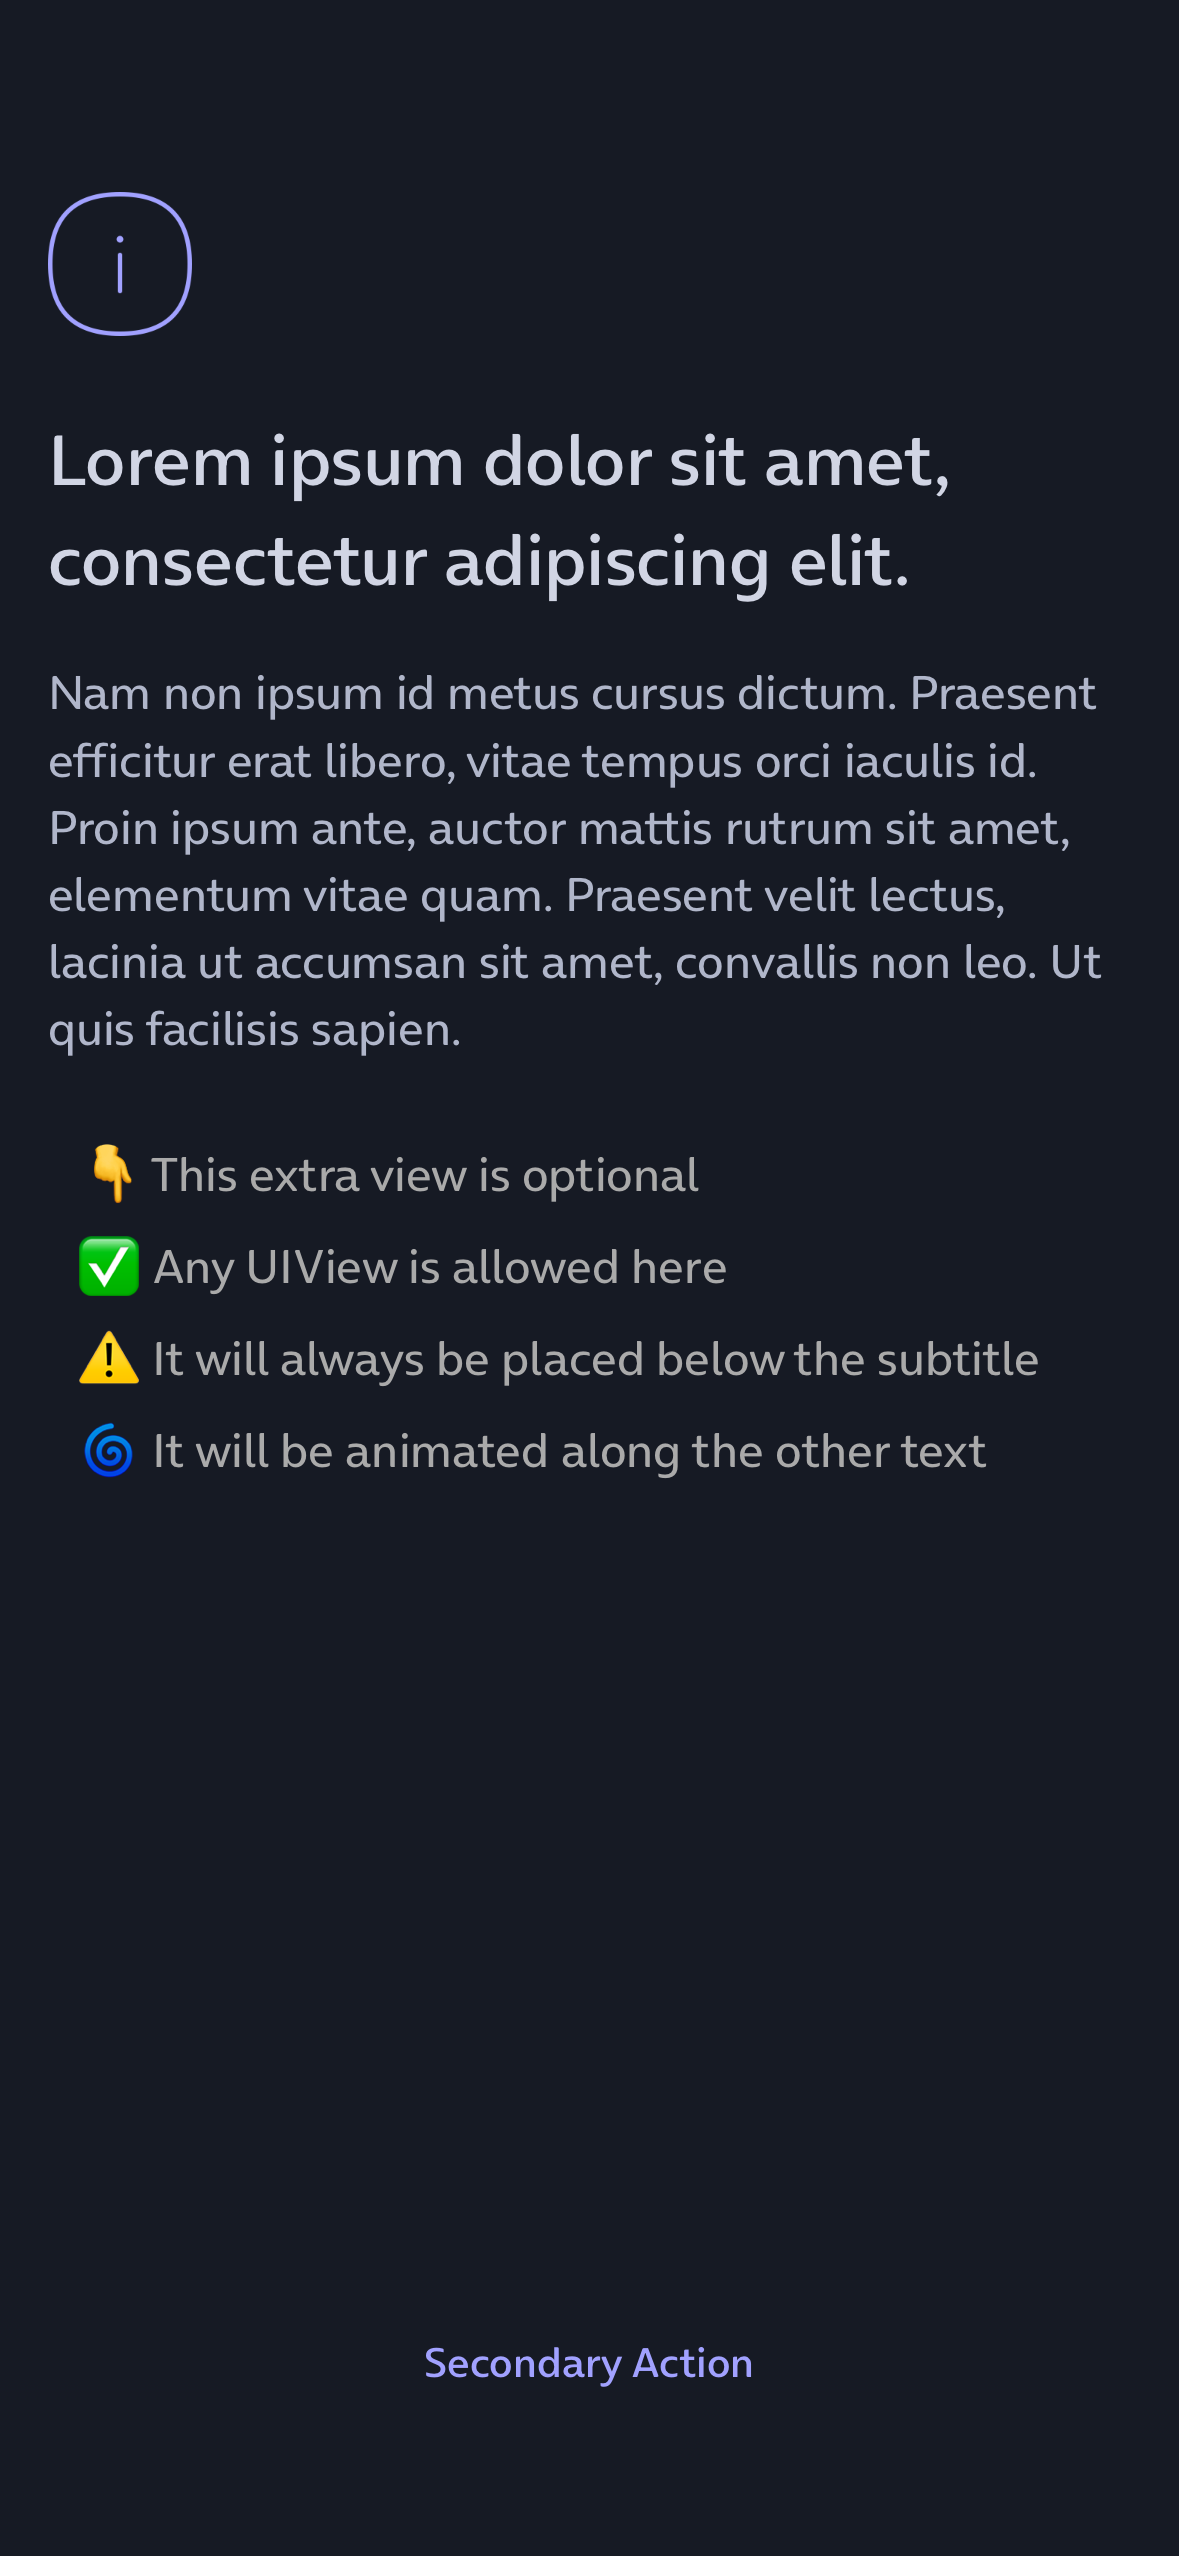 Lorem ipsum dolor sit amet,
consectetur adipiscing elit.
Nam non ipsum id metus cursus dictum. Praesent
efficitur erat libero, vitae tempus orci iaculis id.
Proin ipsum ante, auctor mattis rutrum sit amet,
elementum vitae quam. Praesent velit lectus,
lacinia ut accumsan sit amet, convallis non leo. Ut
quis facilisis sapien.
👇 This extra view is optional
✅ Any UIView is allowed here
⚠️ It will always be placed below the subtitle
🌀 It will be animated along the other text
Secondary Action